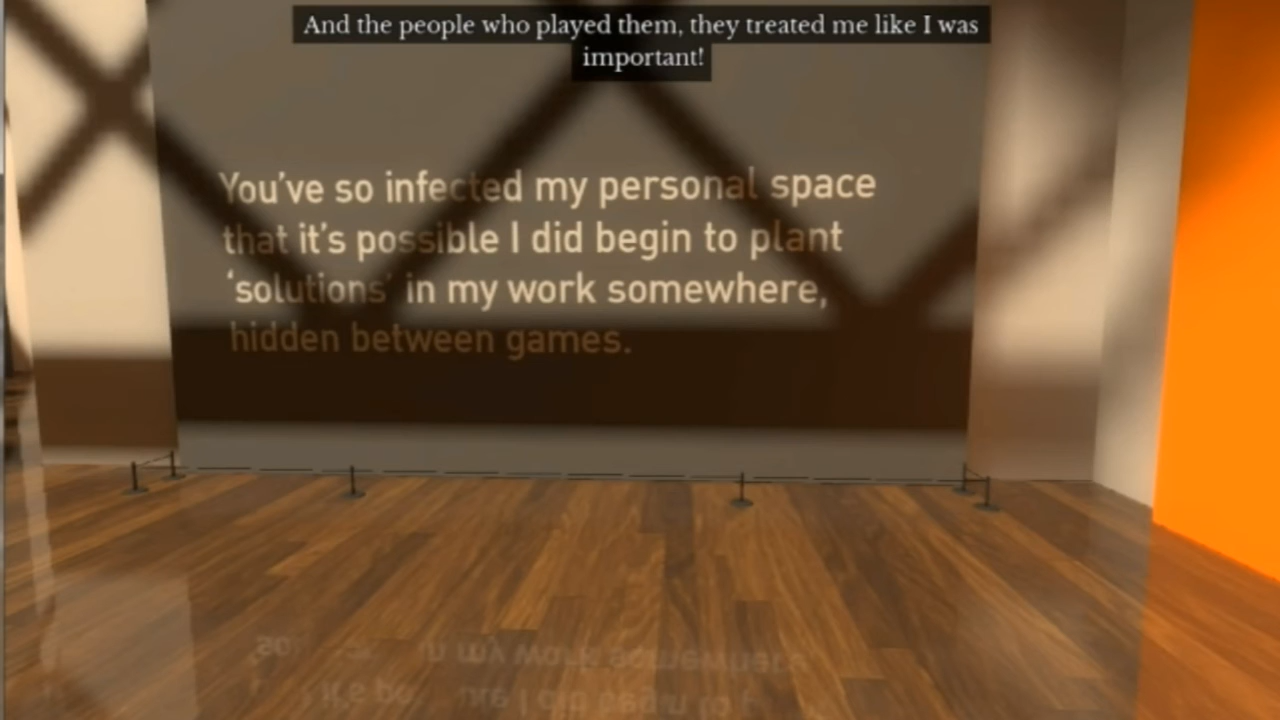 And the people who played them, they treated me like I was
important!
You've so infected my personal space
that it's possible I did begin to plant
‘solutions’ in my work somewhere,
hidden between games.